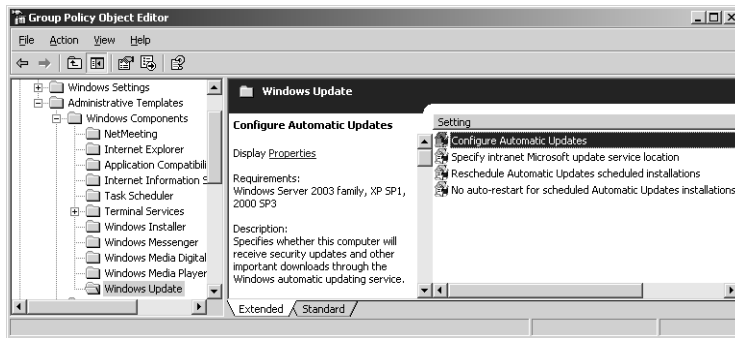 Group Policy Object Editor
File Action View Help
Windows Settings
Administrative Templates
Windows Components
NetMeeting
Internet Explorer
Application Compatibili
Internet Information S
Task Scheduler
Terminal Services
Windows Installer
Windows Messenger
Windows Media Digital
Windows Media Player
Windows Update
Windows Update
Configure Automatic Updates
Display Properties
Requirements:
Windows Server 2003 family, XP SP1,
2000 SP3
Description:
Specifies whether this computer will
receive security updates and other
important downloads through the
Windows automatic updating service.
Setting
Configure Automatic Updates
Specify intranet Microsoft update service location
Reschedule Automatic Updates scheduled installations
No auto-restart for scheduled Automatic Updates installations
Extended Standard